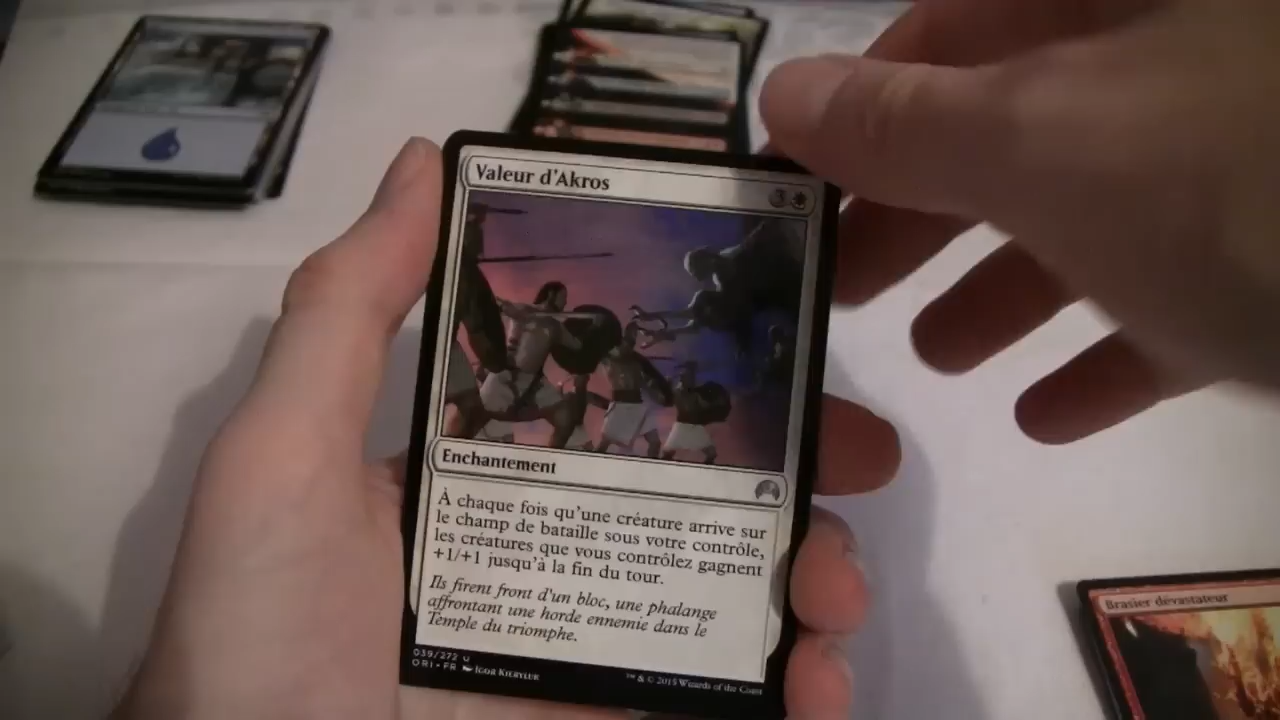 Valeur d'Akros
3
Enchantement
À chaque fois qu'une créature arrive sur
le champ de bataille sous votre contrôle,
les créatures que vous contrôlez gagnent
+1/+1 jusqu'à la fin du tour.
Ils firent front d'un bloc, une phalange
affrontant une horde ennemie dans le
Temple du triomphe.
039/272 U
ORI • FR Igor Kieryluk
™ & © 2015 Wizards of the Coast
Brasier dévastateur